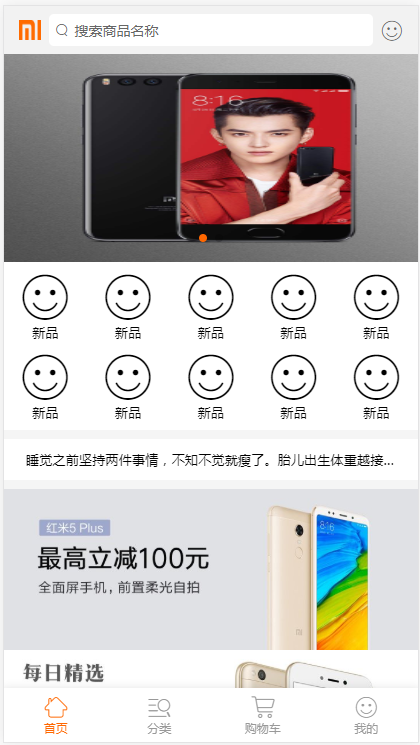 搜索商品名称
8:16
新品 新品 新品 新品 新品
新品 新品 新品 新品 新品
睡觉之前坚持两件事情，不知不觉就瘦了。胎儿出生体重越接...
红米5 Plus
最高立减100元
全面屏手机，前置柔光自拍
每日精选
首页 分类 购物车 我的